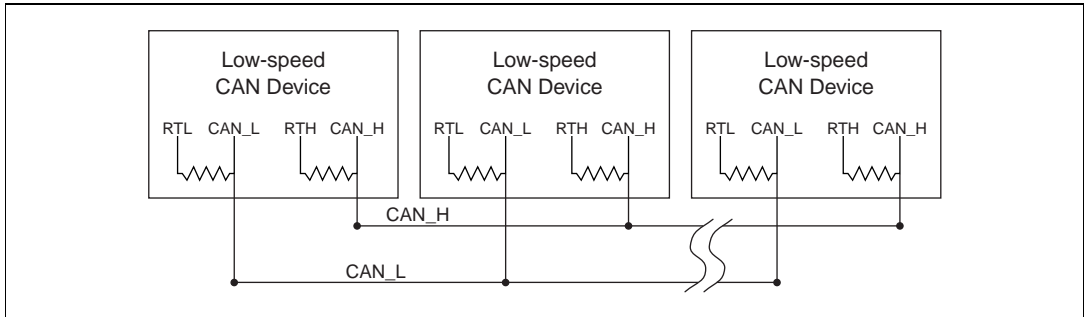 Low-speed
CAN Device
Low-speed
CAN Device
Low-speed
CAN Device
RTL CAN_L RTH CAN_H
RTL CAN_L RTH CAN_H
RTL CAN_L RTH CAN_H
CAN_H
CAN_L